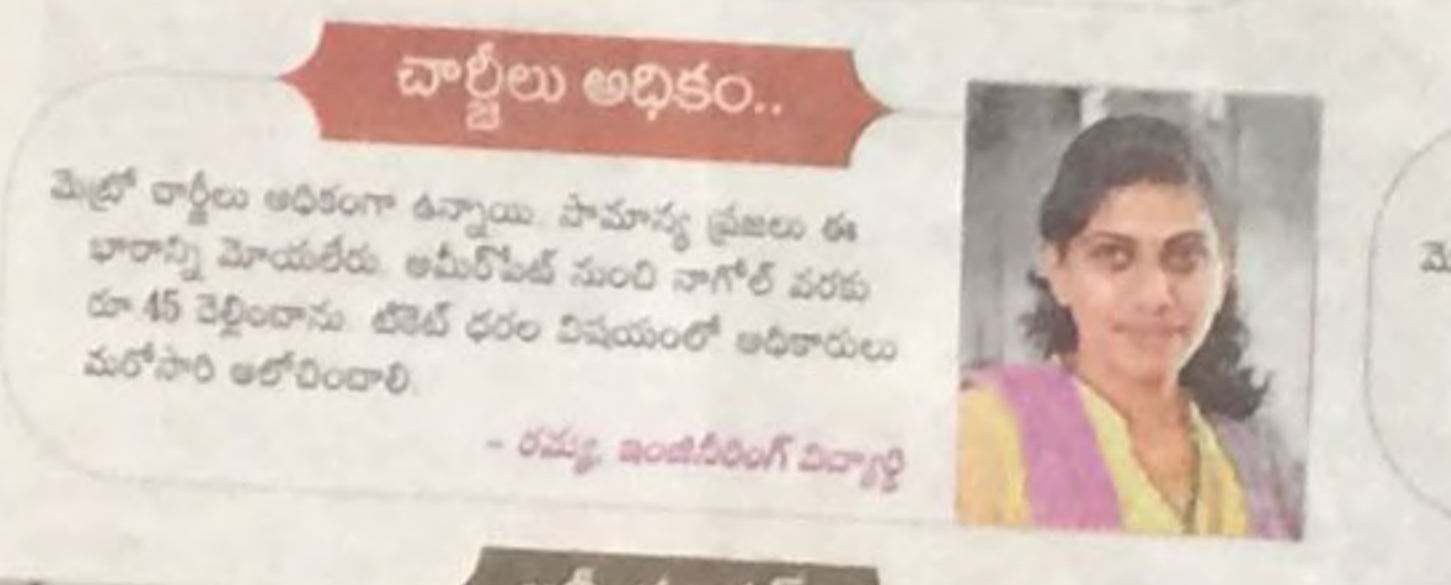 చార్జీలు అధికం..
మెట్రో చార్జీలు అధికంగా ఉన్నాయి. సామాన్య ప్రజలు ఈ
భారాన్ని మోయలేరు. అమీర్‌పేట్ నుంచి నాగోల్ వరకు
రూ.45 చెల్లించాను. టికెట్ ధరల విషయంలో అధికారులు
మరోసారి ఆలోచించాలి.
– రమ్య, ఇంజినీరింగ్ విద్యార్థి
మె